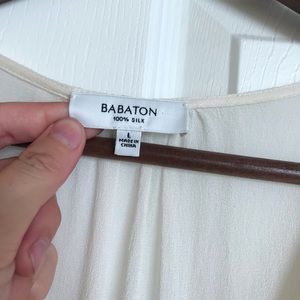 BABATON
100% SILK
L
MADE IN
CHINA